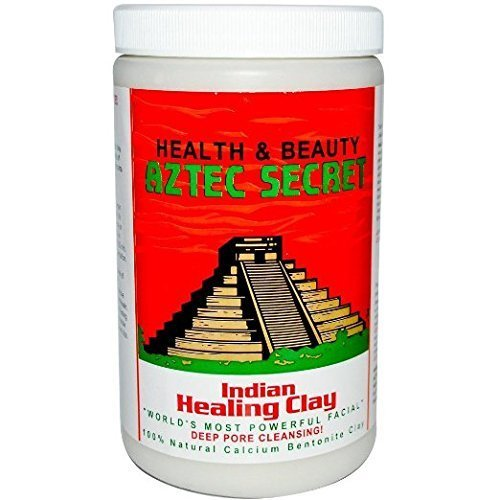 HEALTH & BEAUTY
AZTEC SECRET
Indian
Healing Clay
"WORLD'S MOST POWERFUL FACIAL"
DEEP PORE CLEANSING!
100% Natural Calcium Bentonite Clay